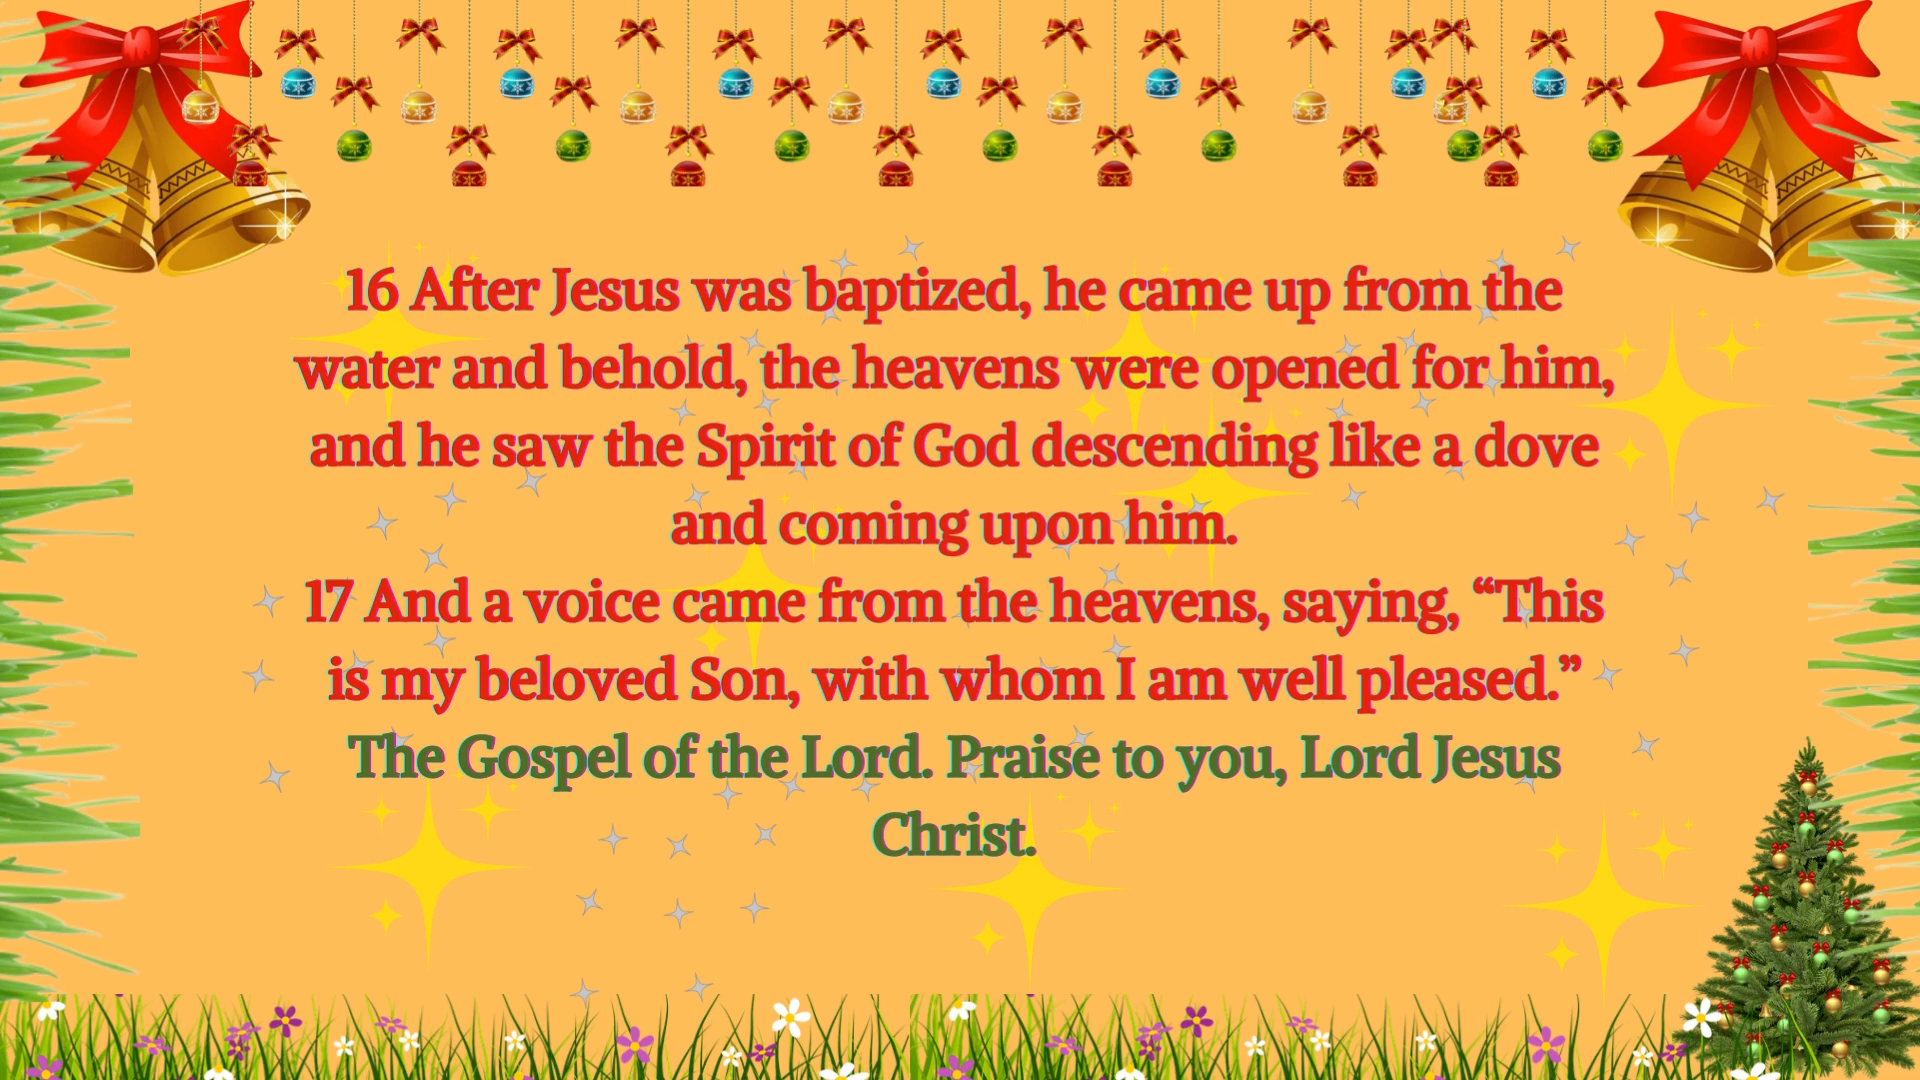 16 After Jesus was baptized, he came up from the
water and behold, the heavens were opened for him,
and he saw the Spirit of God descending like a dove
and coming upon him.
17 And a voice came from the heavens, saying, “This
is my beloved Son, with whom I am well pleased.”
The Gospel of the Lord. Praise to you, Lord Jesus
Christ.